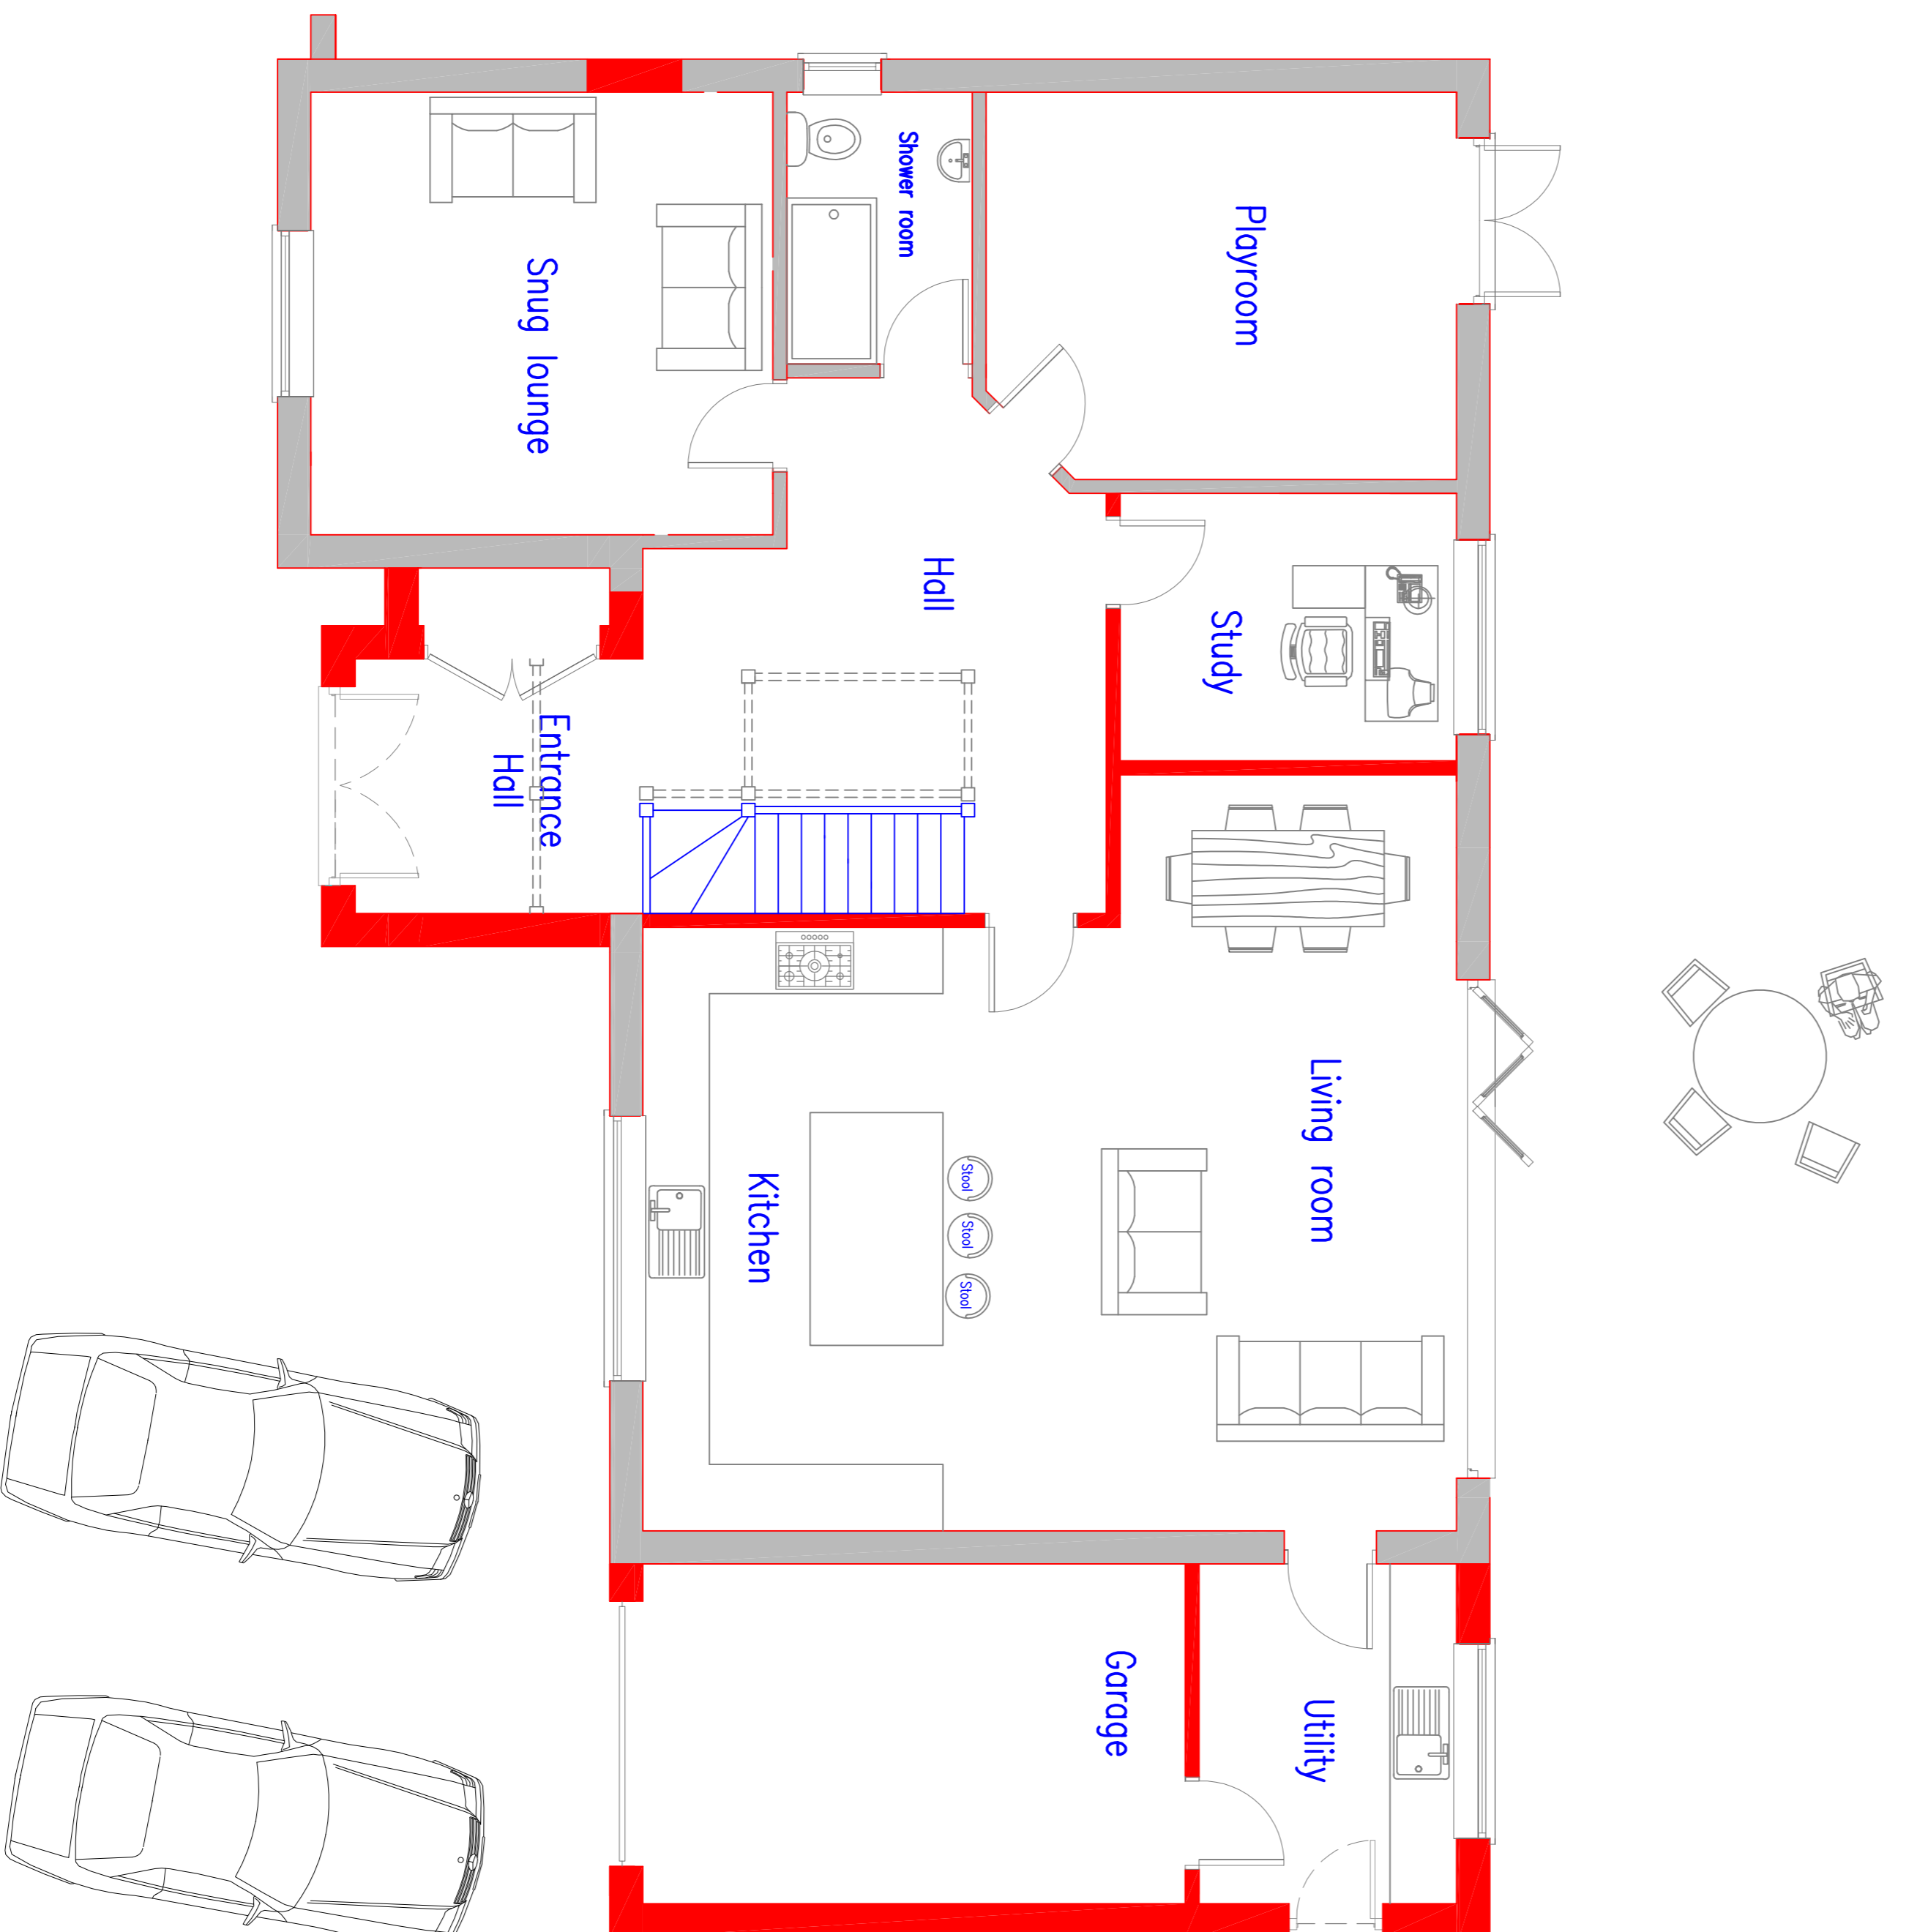 Playroom
Shower room
Snug lounge
Study
Hall
Entrance
Hall
Living room
Kitchen
Stool
Stool
Stool
Utility
Garage